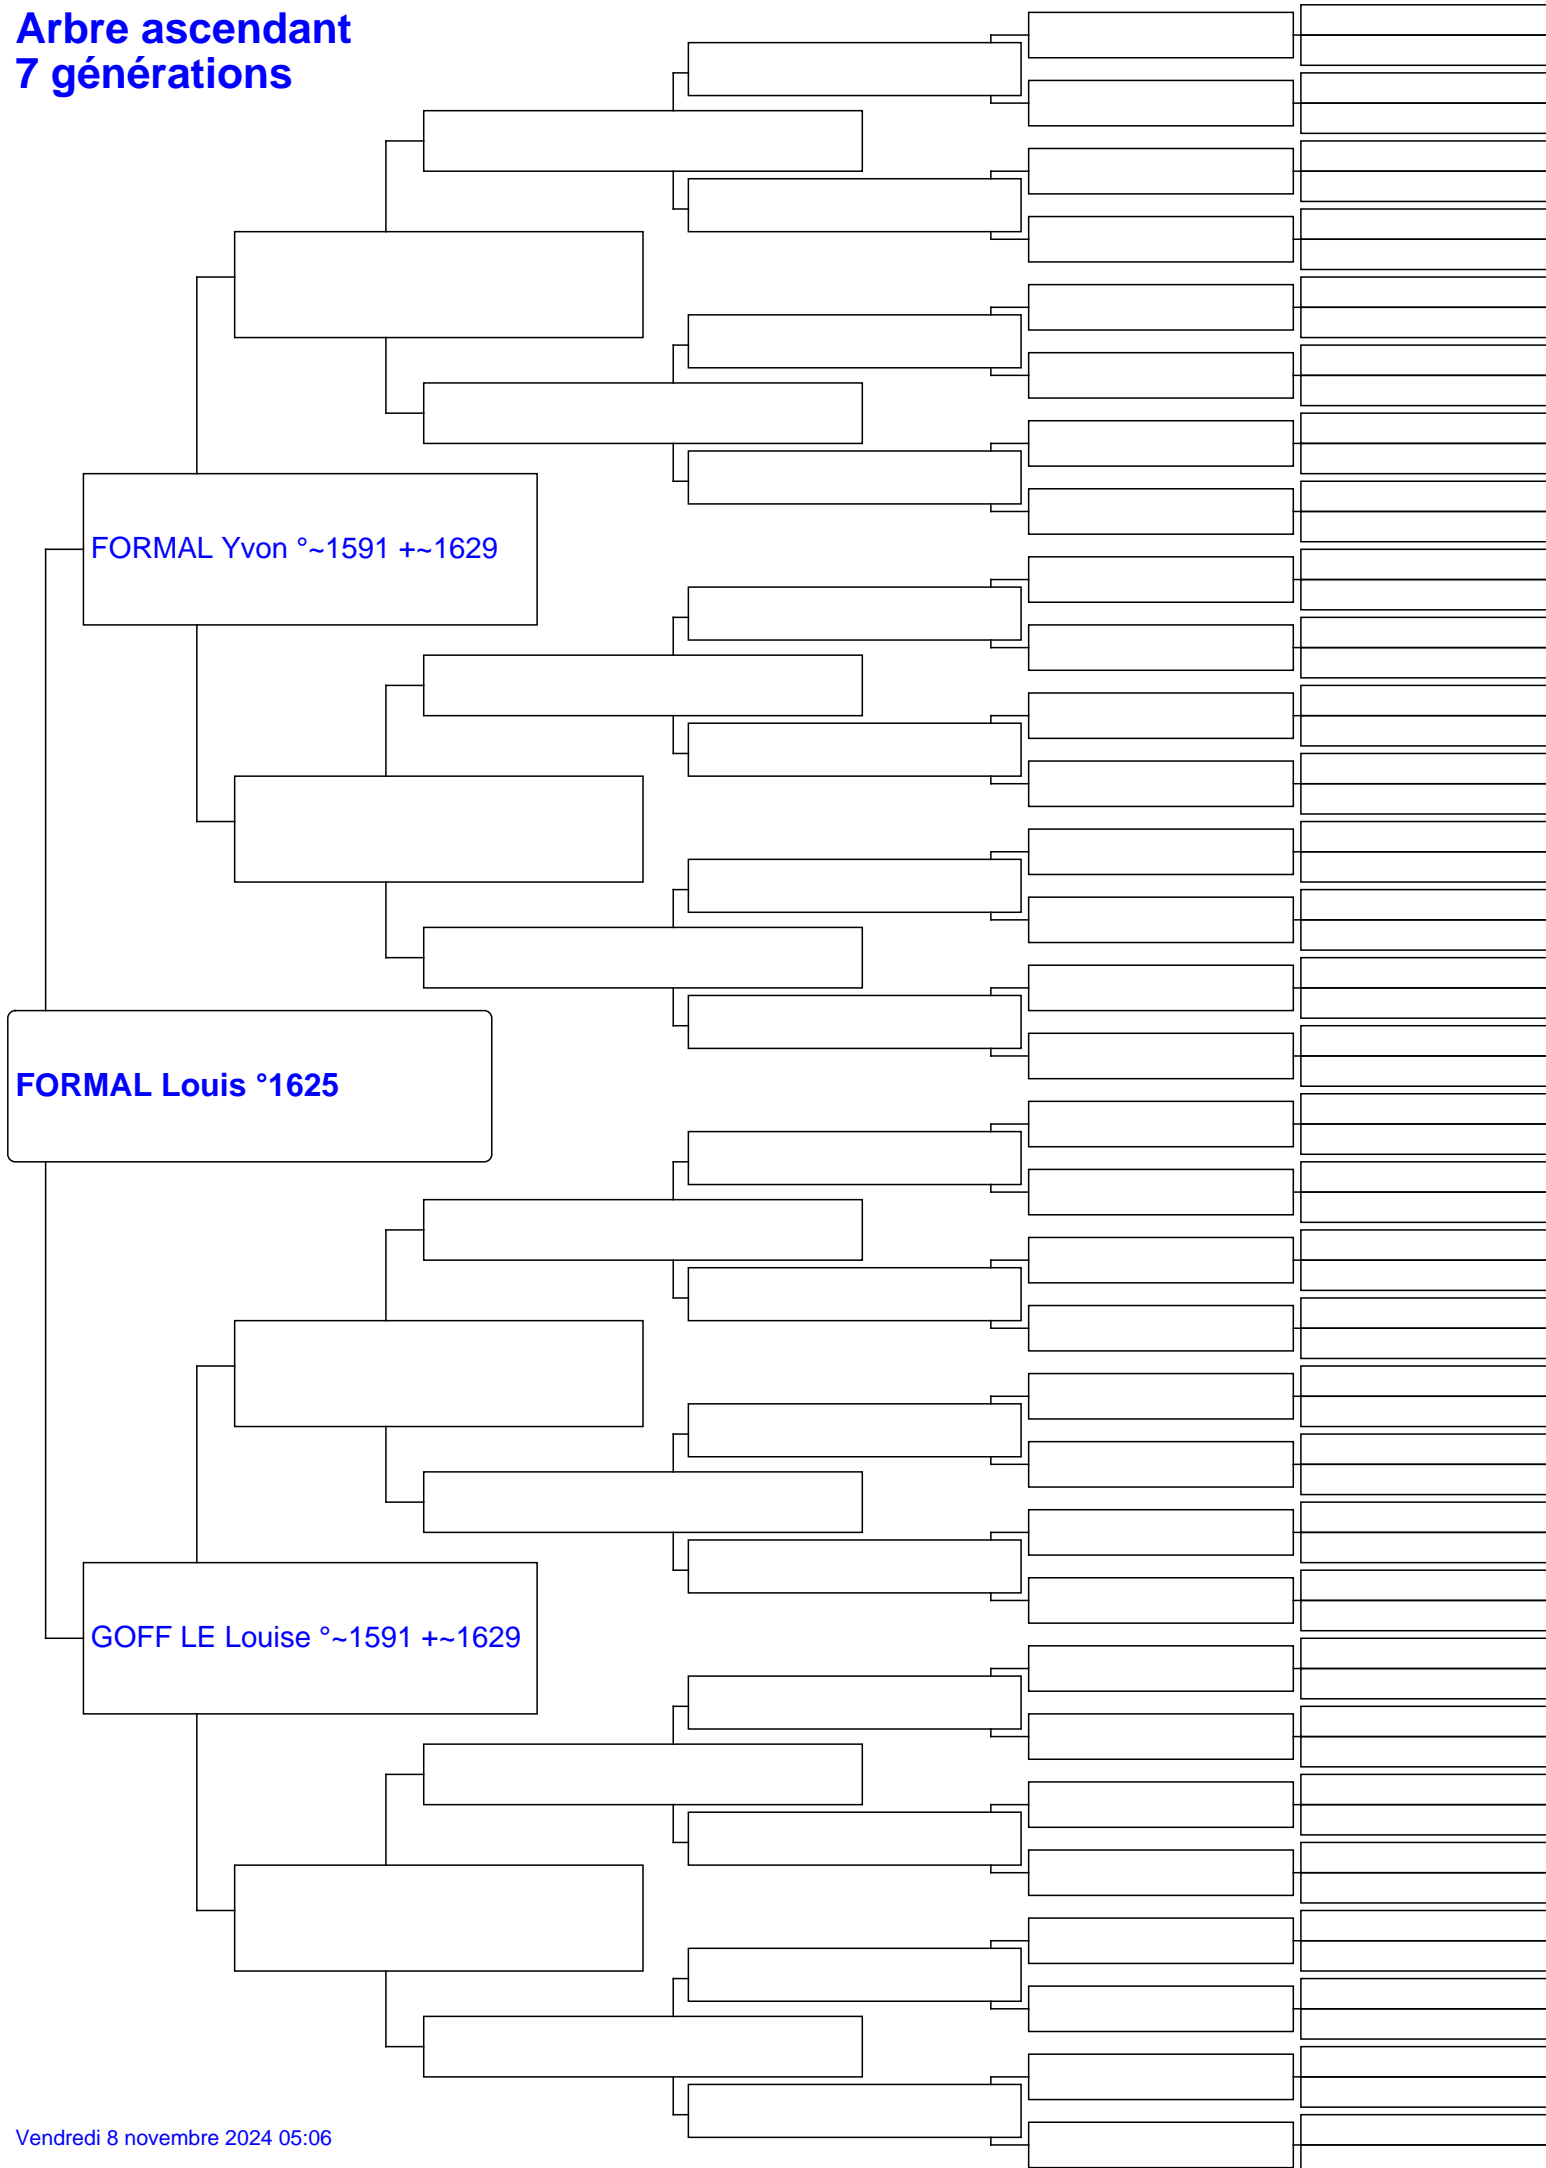 Arbre ascendant
7 générations
FORMAL Yvon °~1591 +~1629
FORMAL Louis °1625
GOFF LE Louise °~1591 +~1629
Vendredi 8 novembre 2024 05:06